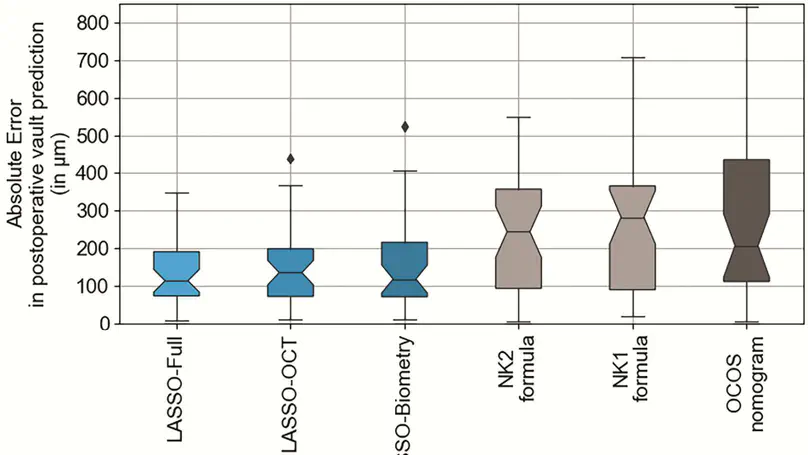 Absolute Error
in postoperative vault prediction
(in μm)
800
700
600
500
400
300
200
100
0
LASSO-Full
LASSO-OCT
SSO-Biometry
NK2
formula
NK1
formula
OCOS
nomogram